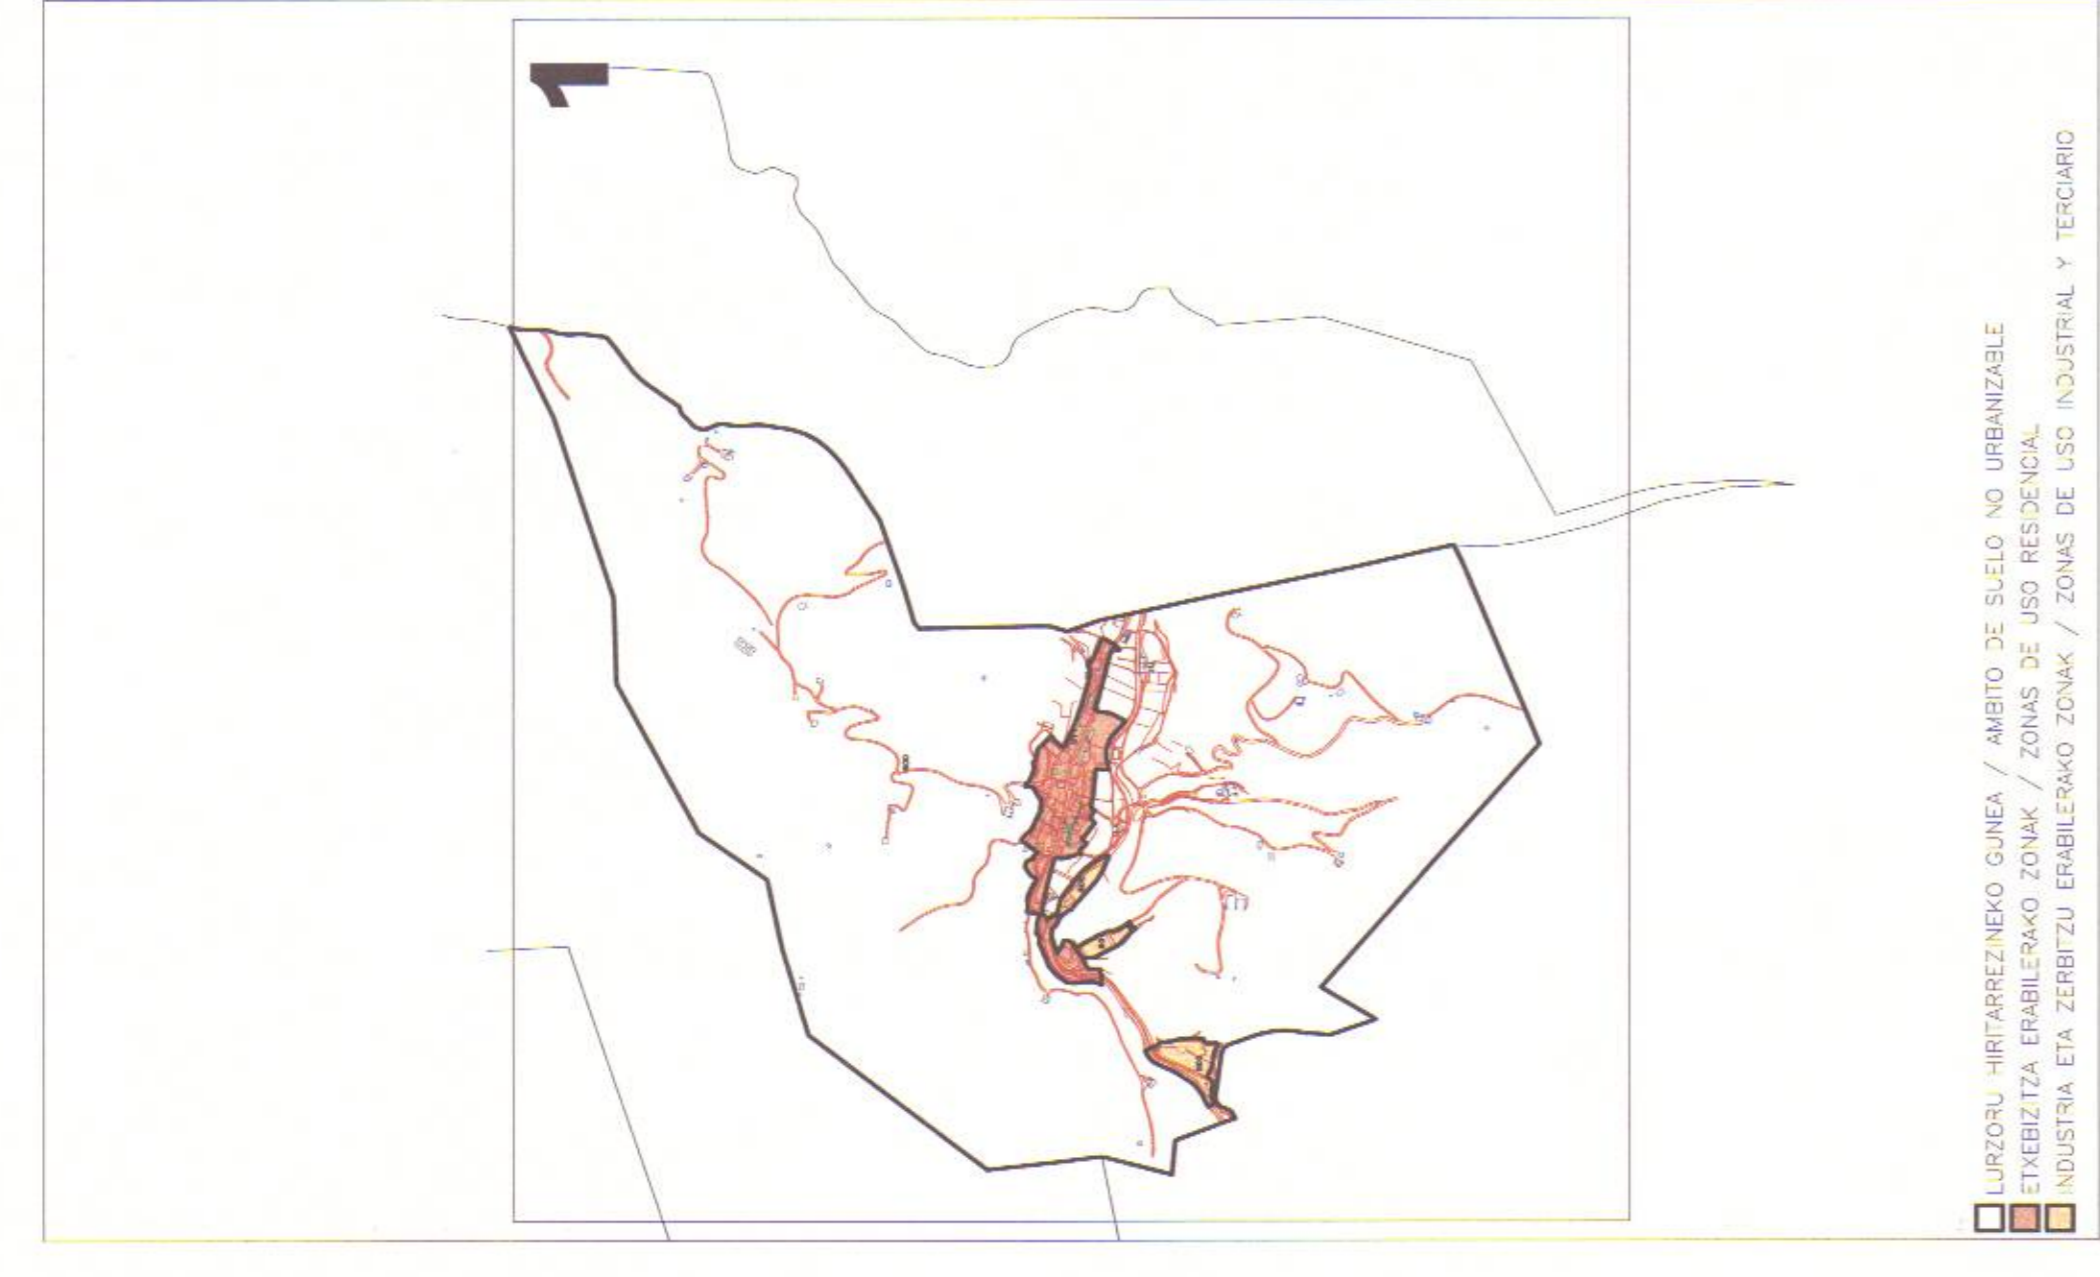 1
LURZORU HIRITARREZINEKO GUNEA / AMBITO DE SUELO NO URBANIZABLE
ETXEBIZITZA ERABILERAKO ZONAK / ZONAS DE USO RESIDENCIAL
INDUSTRIA ETA ZERBITZU ERABILERAKO ZONAK / ZONAS DE USO INDUSTRIAL Y TERCIARIO